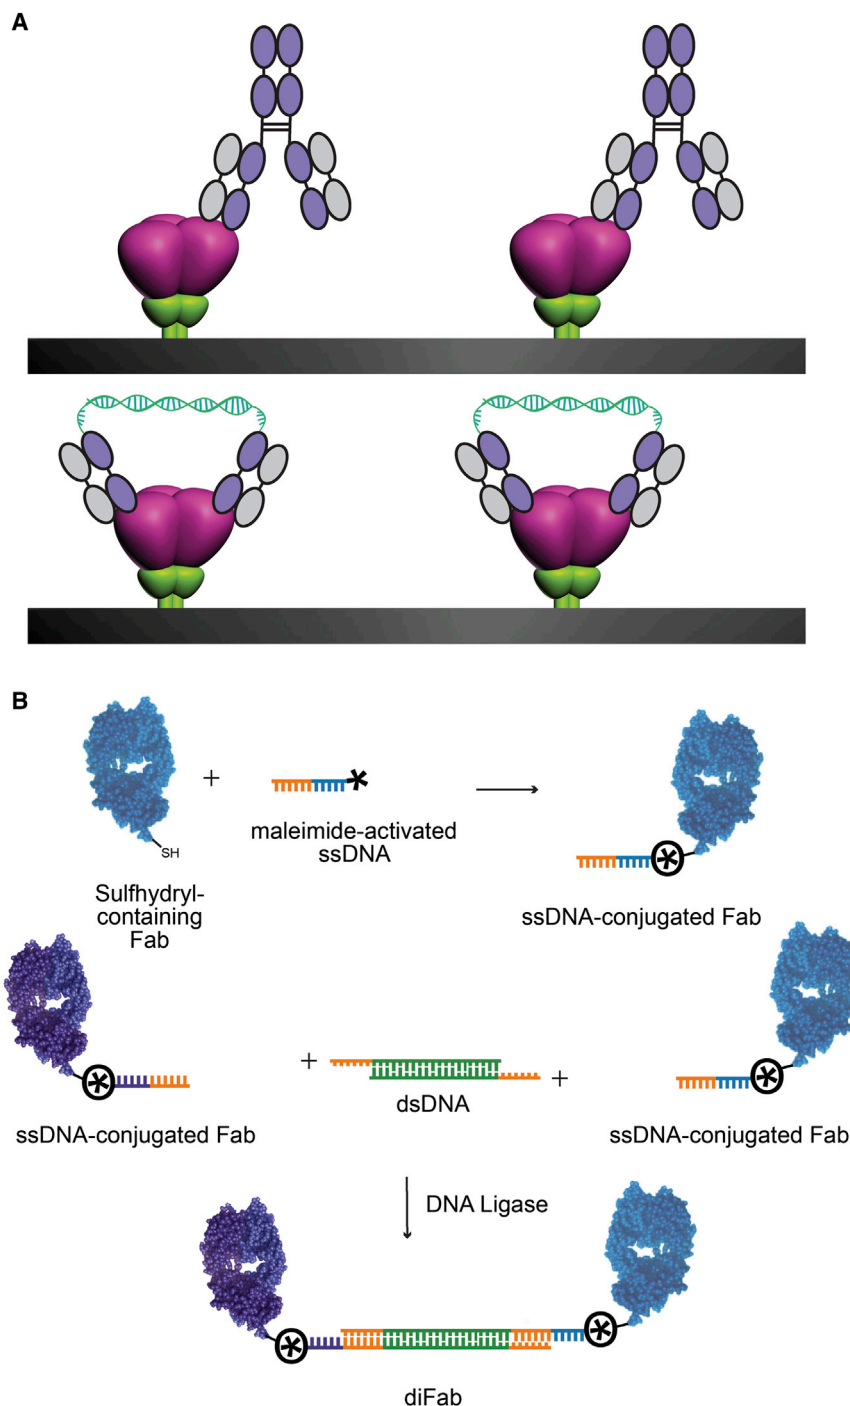 A
B
SH
+
maleimide-activated
ssDNA
Sulfhydryl-
containing
Fab
ssDNA-conjugated Fab
+
dsDNA
+
ssDNA-conjugated Fab
ssDNA-conjugated Fab
DNA Ligase
diFab